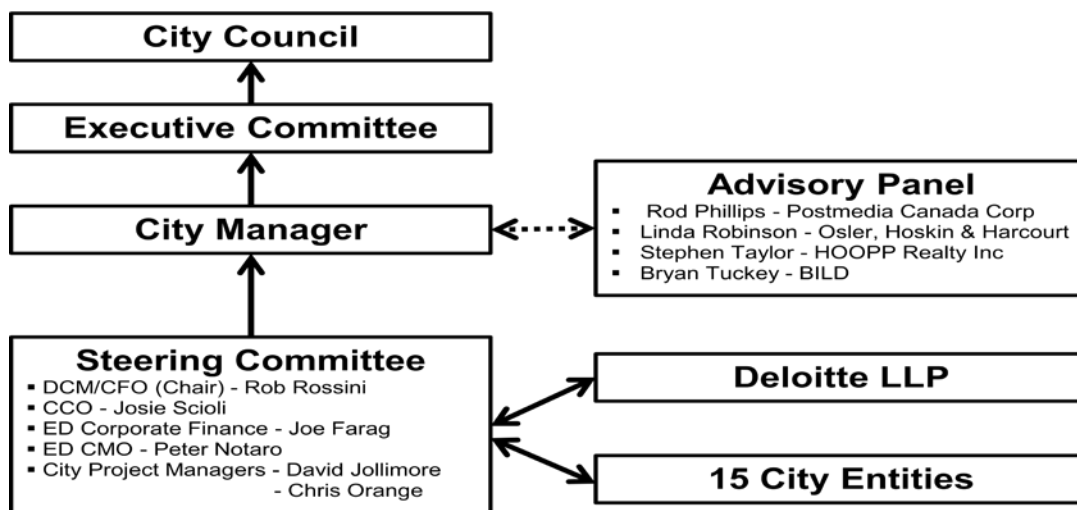 City Council
Executive Committee
City Manager
Advisory Panel
▪ Rod Phillips - Postmedia Canada Corp
▪ Linda Robinson - Osler, Hoskin & Harcourt
▪ Stephen Taylor - HOOPP Realty Inc
▪ Bryan Tuckey - BILD
Steering Committee
▪ DCM/CFO (Chair) - Rob Rossini
▪ CCO - Josie Scioli
▪ ED Corporate Finance - Joe Farag
▪ ED CMO - Peter Notaro
▪ City Project Managers - David Jollimore
- Chris Orange
Deloitte LLP
15 City Entities